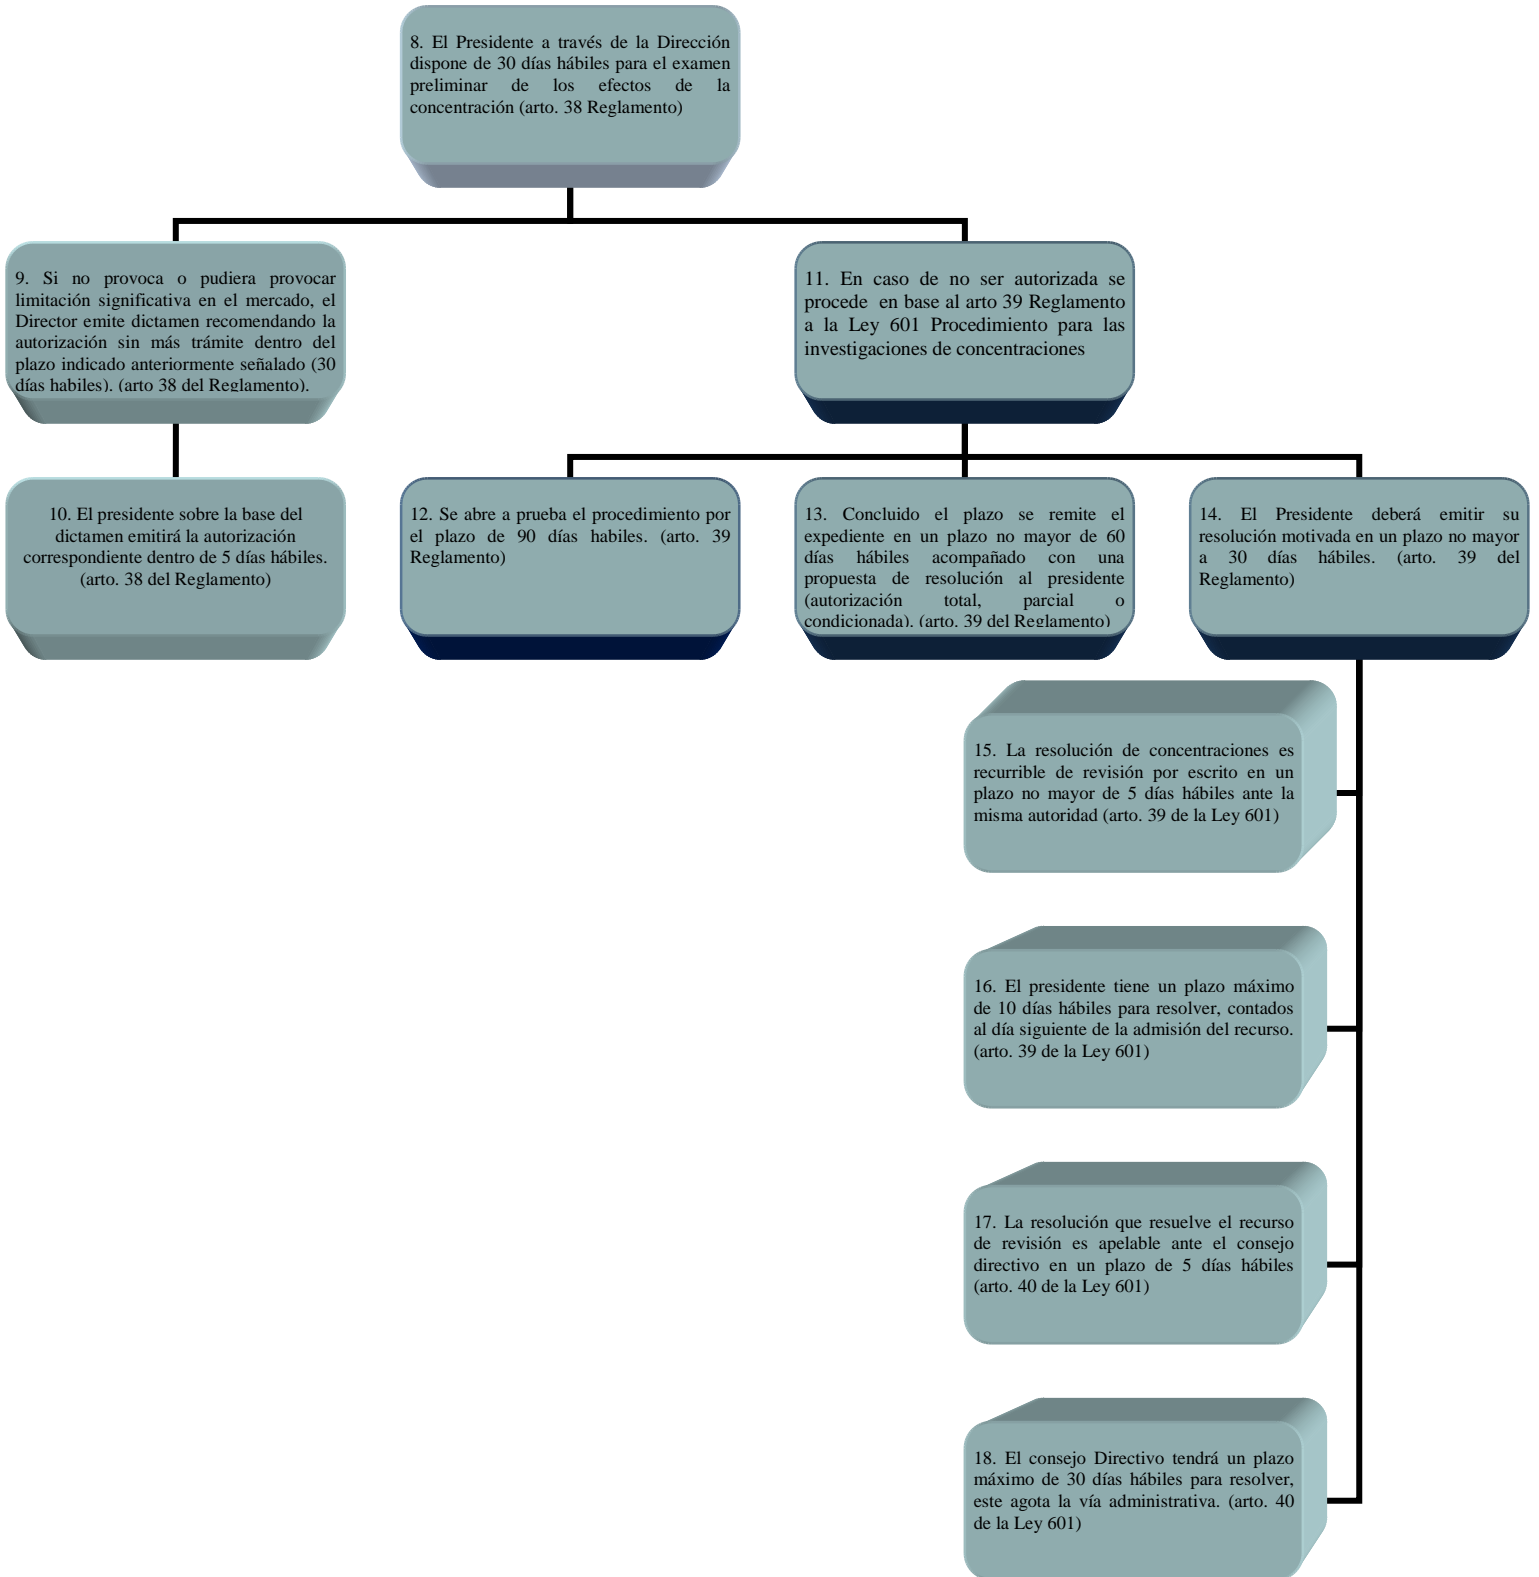 8. El Presidente a través de la Dirección
dispone de 30 días hábiles para el examen
preliminar de los efectos de la
concentración (arto. 38 Reglamento)
9. Si no provoca o pudiera provocar
limitación significativa en el mercado, el
Director emite dictamen recomendando la
autorización sin más trámite dentro del
plazo indicado anteriormente señalado (30
días habiles). (arto 38 del Reglamento).
11. En caso de no ser autorizada se
procede en base al arto 39 Reglamento
a la Ley 601 Procedimiento para las
investigaciones de concentraciones
10. El presidente sobre la base del
dictamen emitirá la autorización
correspondiente dentro de 5 días hábiles.
(arto. 38 del Reglamento)
12. Se abre a prueba el procedimiento por
el plazo de 90 días habiles. (arto. 39
Reglamento)
13. Concluido el plazo se remite el
expediente en un plazo no mayor de 60
días hábiles acompañado con una
propuesta de resolución al presidente
(autorización total, parcial o
condicionada). (arto. 39 del Reglamento)
14. El Presidente deberá emitir su
resolución motivada en un plazo no mayor
a 30 días hábiles. (arto. 39 del
Reglamento)
15. La resolución de concentraciones es
recurrible de revisión por escrito en un
plazo no mayor de 5 días hábiles ante la
misma autoridad (arto. 39 de la Ley 601)
16. El presidente tiene un plazo máximo
de 10 días hábiles para resolver, contados
al día siguiente de la admisión del recurso.
(arto. 39 de la Ley 601)
17. La resolución que resuelve el recurso
de revisión es apelable ante el consejo
directivo en un plazo de 5 días hábiles
(arto. 40 de la Ley 601)
18. El consejo Directivo tendrá un plazo
máximo de 30 días hábiles para resolver,
este agota la vía administrativa. (arto. 40
de la Ley 601)